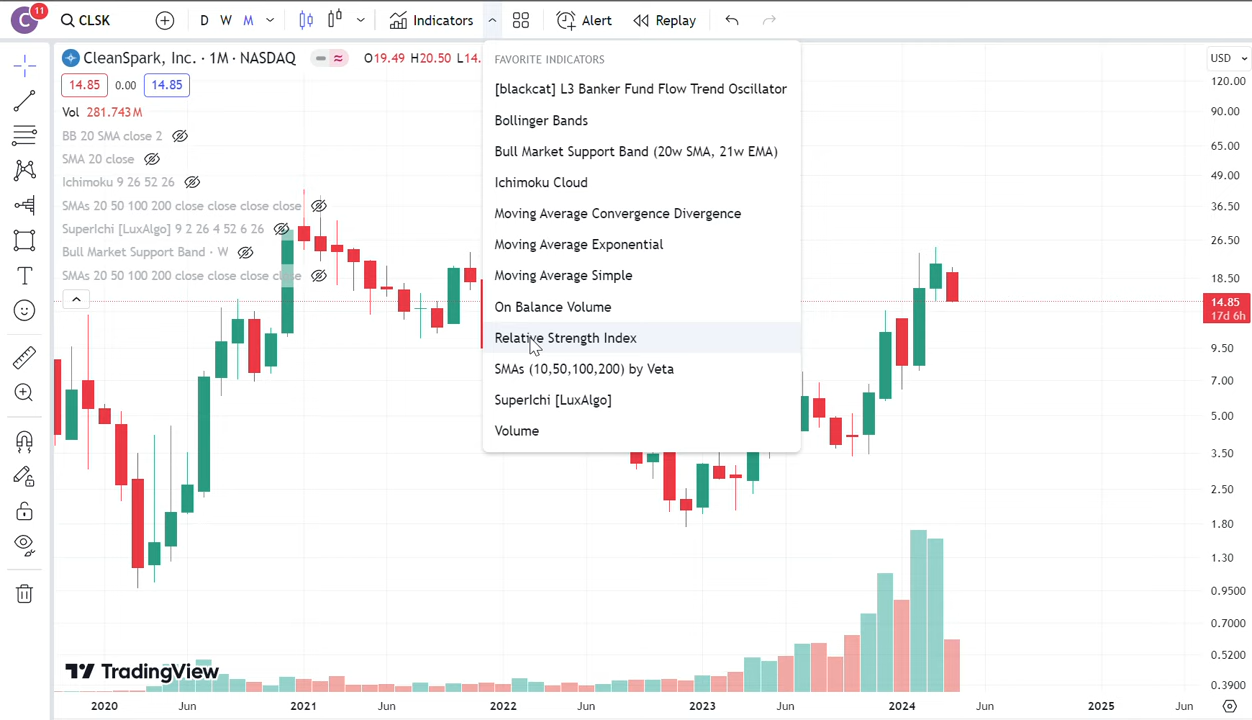 C 11 CLSK D W M Indicators Alert Replay
CleanSpark, Inc. · 1M · NASDAQ O19.49 H20.50 L14.
14.85 0.00 14.85
Vol 281.743M
BB 20 SMA close 2
SMA 20 close
Ichimoku 9 26 52 26
SMAs 20 50 100 200 close close close close
SuperIchi [LuxAlgo] 9 2 26 4 52 6 26
Bull Market Support Band · W
SMAs 20 50 100 200 close close close close
FAVORITE INDICATORS
[blackcat] L3 Banker Fund Flow Trend Oscillator
Bollinger Bands
Bull Market Support Band (20w SMA, 21w EMA)
Ichimoku Cloud
Moving Average Convergence Divergence
Moving Average Exponential
Moving Average Simple
On Balance Volume
Relative Strength Index
SMAs (10,50,100,200) by Veta
SuperIchi [LuxAlgo]
Volume
USD
120.00
90.00
65.00
49.00
36.50
26.50
18.50
14.85
17d 6h
9.50
7.00
5.00
3.50
2.50
1.80
1.30
0.9500
0.7000
0.5200
0.3900
TradingView
2020 Jun 2021 Jun 2022 Jun 2023 Jun 2024 Jun 2025 Jun